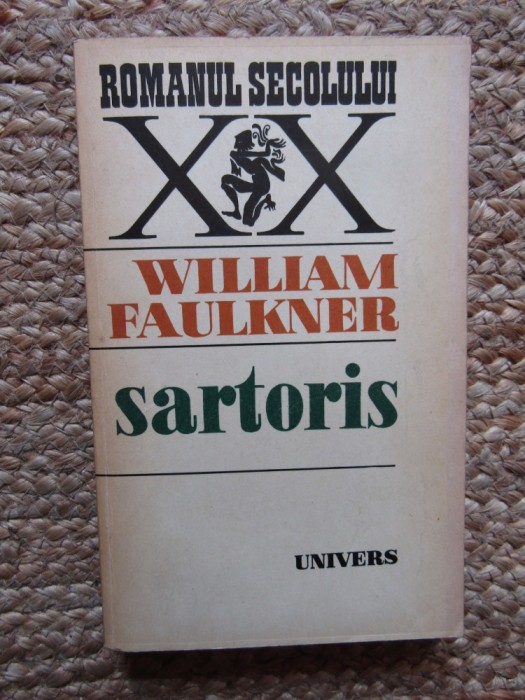 ROMANUL SECOLULUI
XX
WILLIAM
FAULKNER
sartoris
UNIVERS